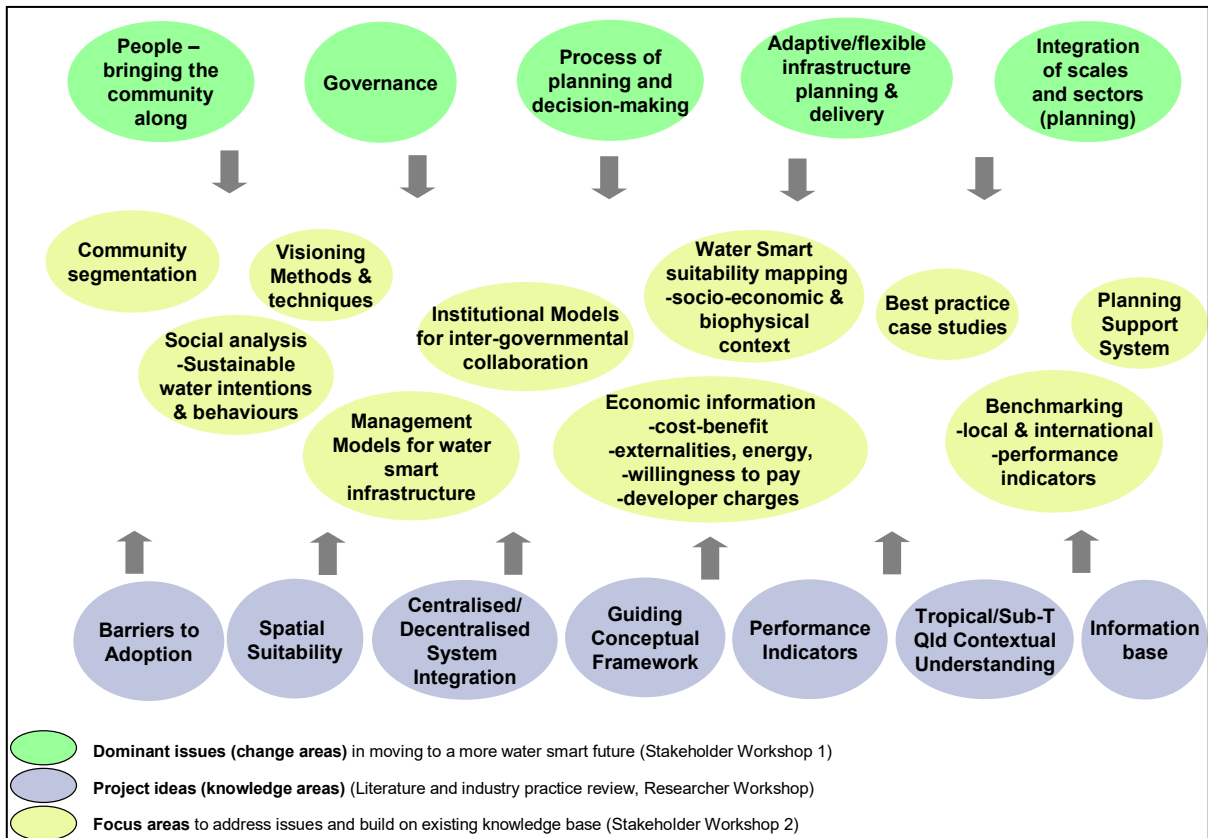 People –
bringing the
community
along
Governance
Process of
planning and
decision-making
Adaptive/flexible
infrastructure
planning &
delivery
Integration
of scales
and sectors
(planning)
Community
segmentation
Visioning
Methods &
techniques
Social analysis
-Sustainable
water intentions
& behaviours
Institutional Models
for inter-governmental
collaboration
Management
Models for water
smart
infrastructure
Water Smart
suitability mapping
-socio-economic &
biophysical
context
Economic information
-cost-benefit
-externalities, energy,
-willingness to pay
-developer charges
Best practice
case studies
Planning
Support
System
Benchmarking
-local & international
-performance
indicators
Barriers to
Adoption
Spatial
Suitability
Centralised/
Decentralised
System
Integration
Guiding
Conceptual
Framework
Performance
Indicators
Tropical/Sub-T
Qld Contextual
Understanding
Information
base
Dominant issues (change areas) in moving to a more water smart future (Stakeholder Workshop 1)
Project ideas (knowledge areas) (Literature and industry practice review, Researcher Workshop)
Focus areas to address issues and build on existing knowledge base (Stakeholder Workshop 2)